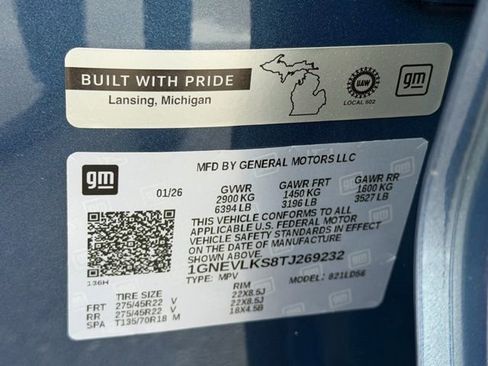 BUILT WITH PRIDE
Lansing, Michigan
UAW
LOCAL 602
gm
gm
MFD BY GENERAL MOTORS LLC
01/26 GVWR GAWR FRT GAWR RR
2900 KG 1450 KG 1600 KG
6394 LB 3196 LB 3527 LB
THIS VEHICLE CONFORMS TO ALL
APPLICABLE U.S. FEDERAL MOTOR
VEHICLE SAFETY STANDARDS IN EFFECT
ON THE DATE OF MANUFACTURE
SHOWN ABOVE.
1GNEVLKS8TJ269232
TYPE: MPV MODEL: 821LD56
136H
TIRE SIZE RIM
FRT 275/45R22 V 22X8.5J
RR 275/45R22 V 22X8.5J
SPA T135/70R18 M 18X4.5B